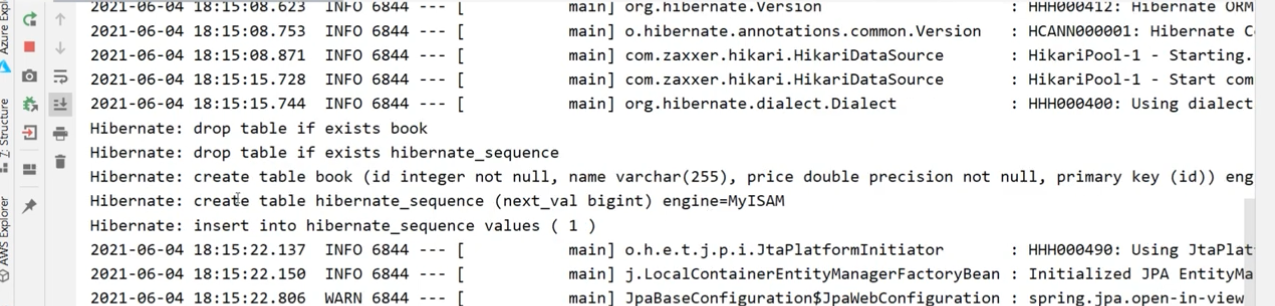 2021-06-04 18:15:08.623  INFO 6844 --- [           main] org.hibernate.Version                    : HHH000412: Hibernate ORM
2021-06-04 18:15:08.753  INFO 6844 --- [           main] o.hibernate.annotations.common.Version   : HCANN000001: Hibernate
2021-06-04 18:15:08.871  INFO 6844 --- [           main] com.zaxxer.hikari.HikariDataSource       : HikariPool-1 - Starting.
2021-06-04 18:15:15.728  INFO 6844 --- [           main] com.zaxxer.hikari.HikariDataSource       : HikariPool-1 - Start com
2021-06-04 18:15:15.744  INFO 6844 --- [           main] org.hibernate.dialect.Dialect            : HHH000400: Using dialect
Hibernate: drop table if exists book
Hibernate: drop table if exists hibernate_sequence
Hibernate: create table book (id integer not null, name varchar(255), price double precision not null, primary key (id)) eng
Hibernate: create table hibernate_sequence (next_val bigint) engine=MyISAM
Hibernate: insert into hibernate_sequence values ( 1 )
2021-06-04 18:15:22.137  INFO 6844 --- [           main] o.h.e.t.j.p.i.JtaPlatformInitiator       : HHH000490: Using JtaPlat
2021-06-04 18:15:22.150  INFO 6844 --- [           main] j.LocalContainerEntityManagerFactoryBean : Initialized JPA EntityMa
2021-06-04 18:15:22.806  WARN 6844 --- [           main] JpaBaseConfiguration$JpaWebConfiguration : spring.jpa.open-in-view
Azure Expl
Z: Structure
AWS Explorer